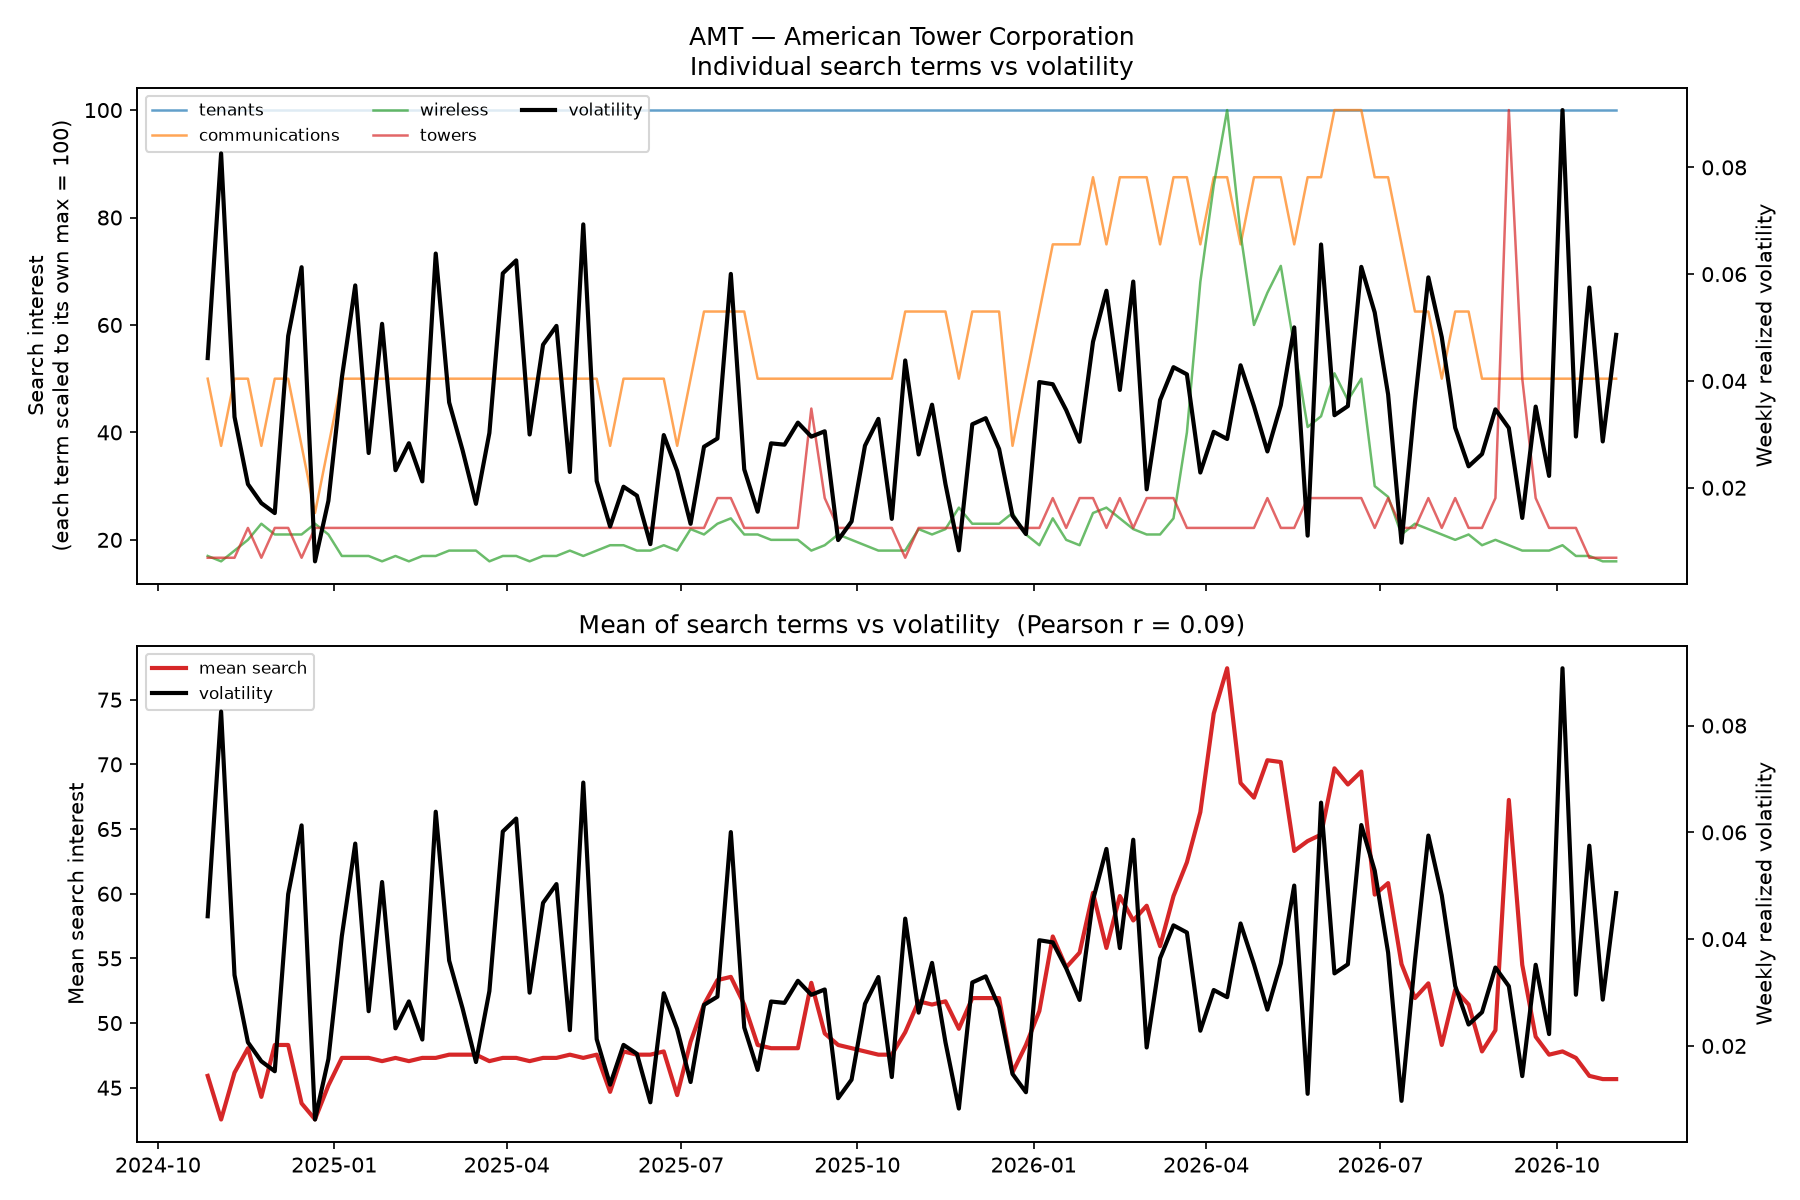 AMT — American Tower Corporation
Individual search terms vs volatility
tenants
communications
wireless
towers
volatility
Search interest
(each term scaled to its own max = 100)
100
80
60
40
20
0.08
0.06
0.04
0.02
Weekly realized volatility
Mean of search terms vs volatility  (Pearson r = 0.09)
mean search
volatility
Mean search interest
75
70
65
60
55
50
45
0.08
0.06
0.04
0.02
Weekly realized volatility
2024-10
2025-01
2025-04
2025-07
2025-10
2026-01
2026-04
2026-07
2026-10